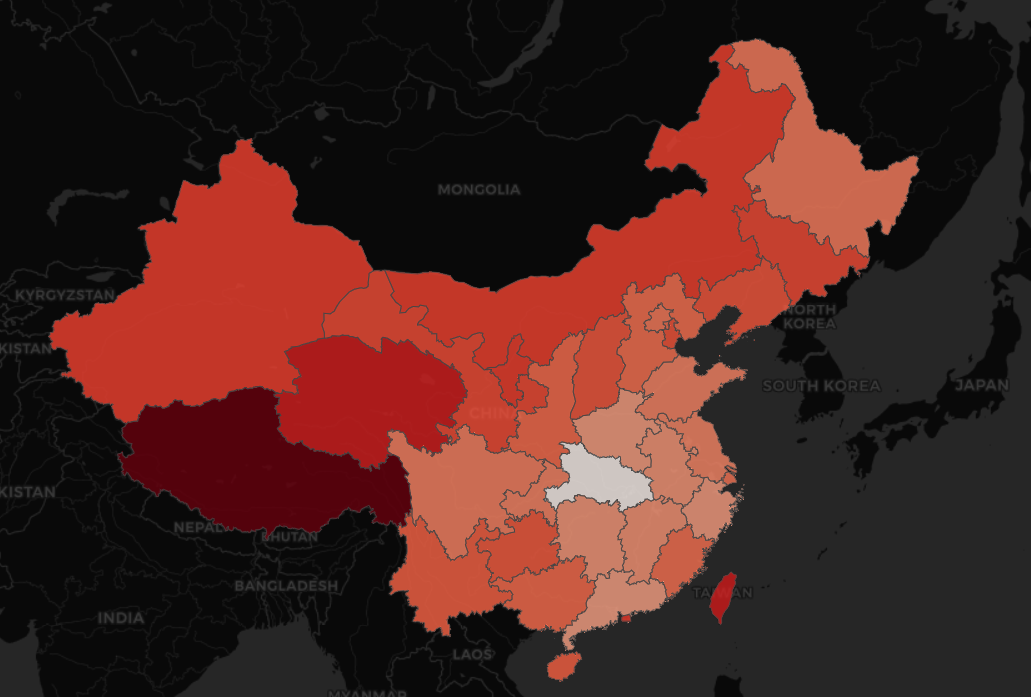 MONGOLIA
KYRGYZSTAN
NORTH
KOREA
KISTAN
SOUTH KOREA
JAPAN
CHINA
KISTAN
NEPAL
BHUTAN
BANGLADESH
TAIWAN
INDIA
LAOS
MYANMAR